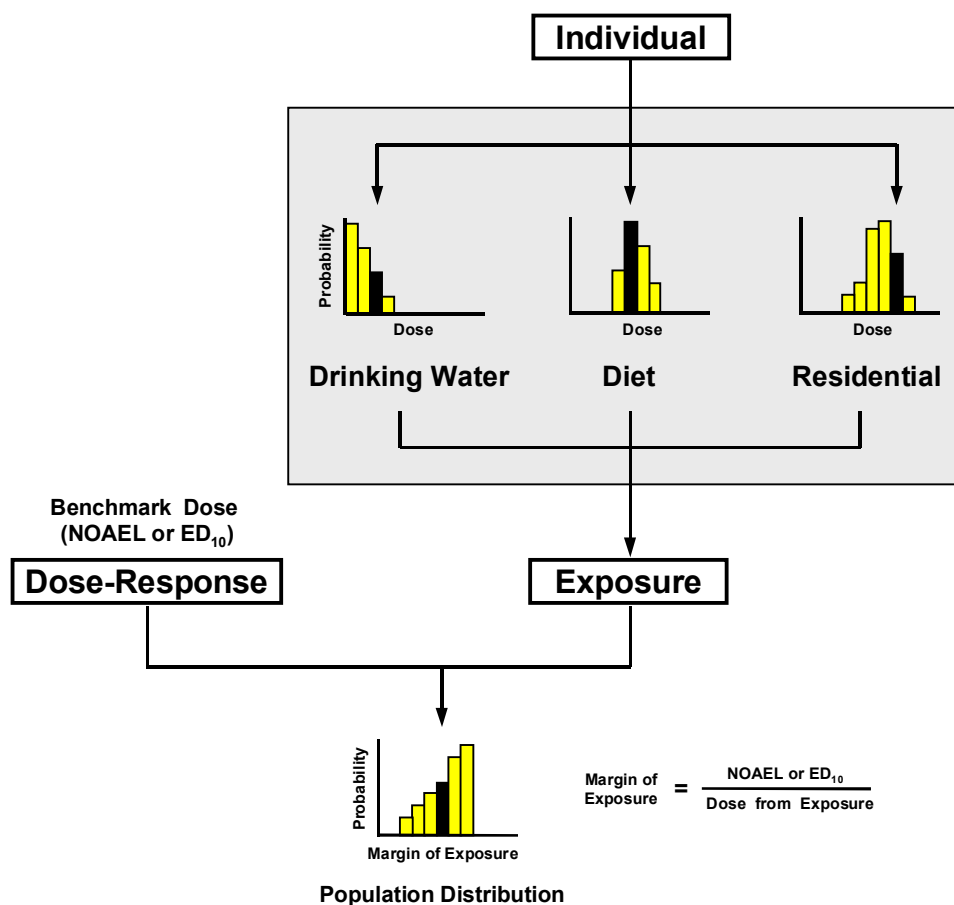 Individual
Probability
Dose
Drinking Water
Probability
Dose
Diet
Dose
Residential
Benchmark Dose
(NOAEL or ED₁₀)
Dose-Response
Exposure
Probability
Margin of Exposure
Population Distribution
Margin of
Exposure
=
NOAEL or ED₁₀
Dose from Exposure